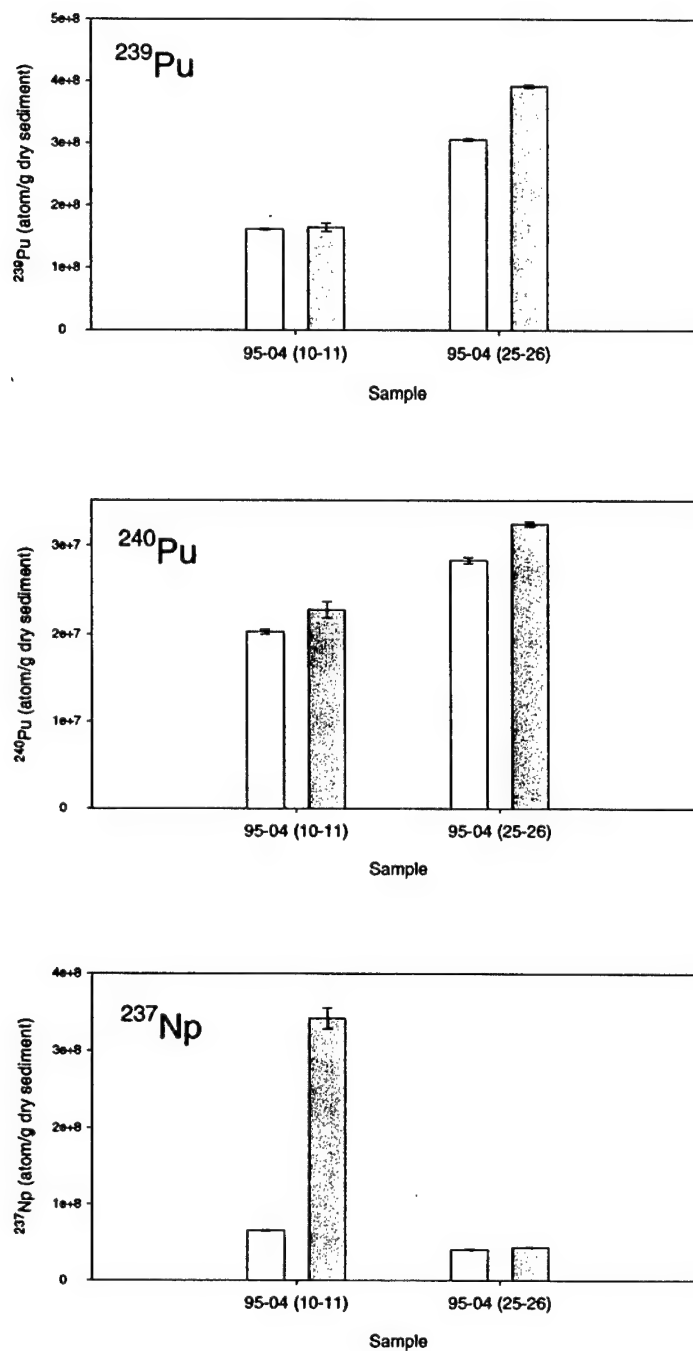 5e+8
²³⁹Pu
4e+8
3e+8
2e+8
1e+8
0
²³⁹Pu (atom/g dry sediment)
95-04 (10-11) 95-04 (25-26)
Sample
²⁴⁰Pu
3e+7
2e+7
1e+7
0
²⁴⁰Pu (atom/g dry sediment)
95-04 (10-11) 95-04 (25-26)
Sample
4e+8
²³⁷Np
3e+8
2e+8
1e+8
0
²³⁷Np (atom/g dry sediment)
95-04 (10-11) 95-04 (25-26)
Sample